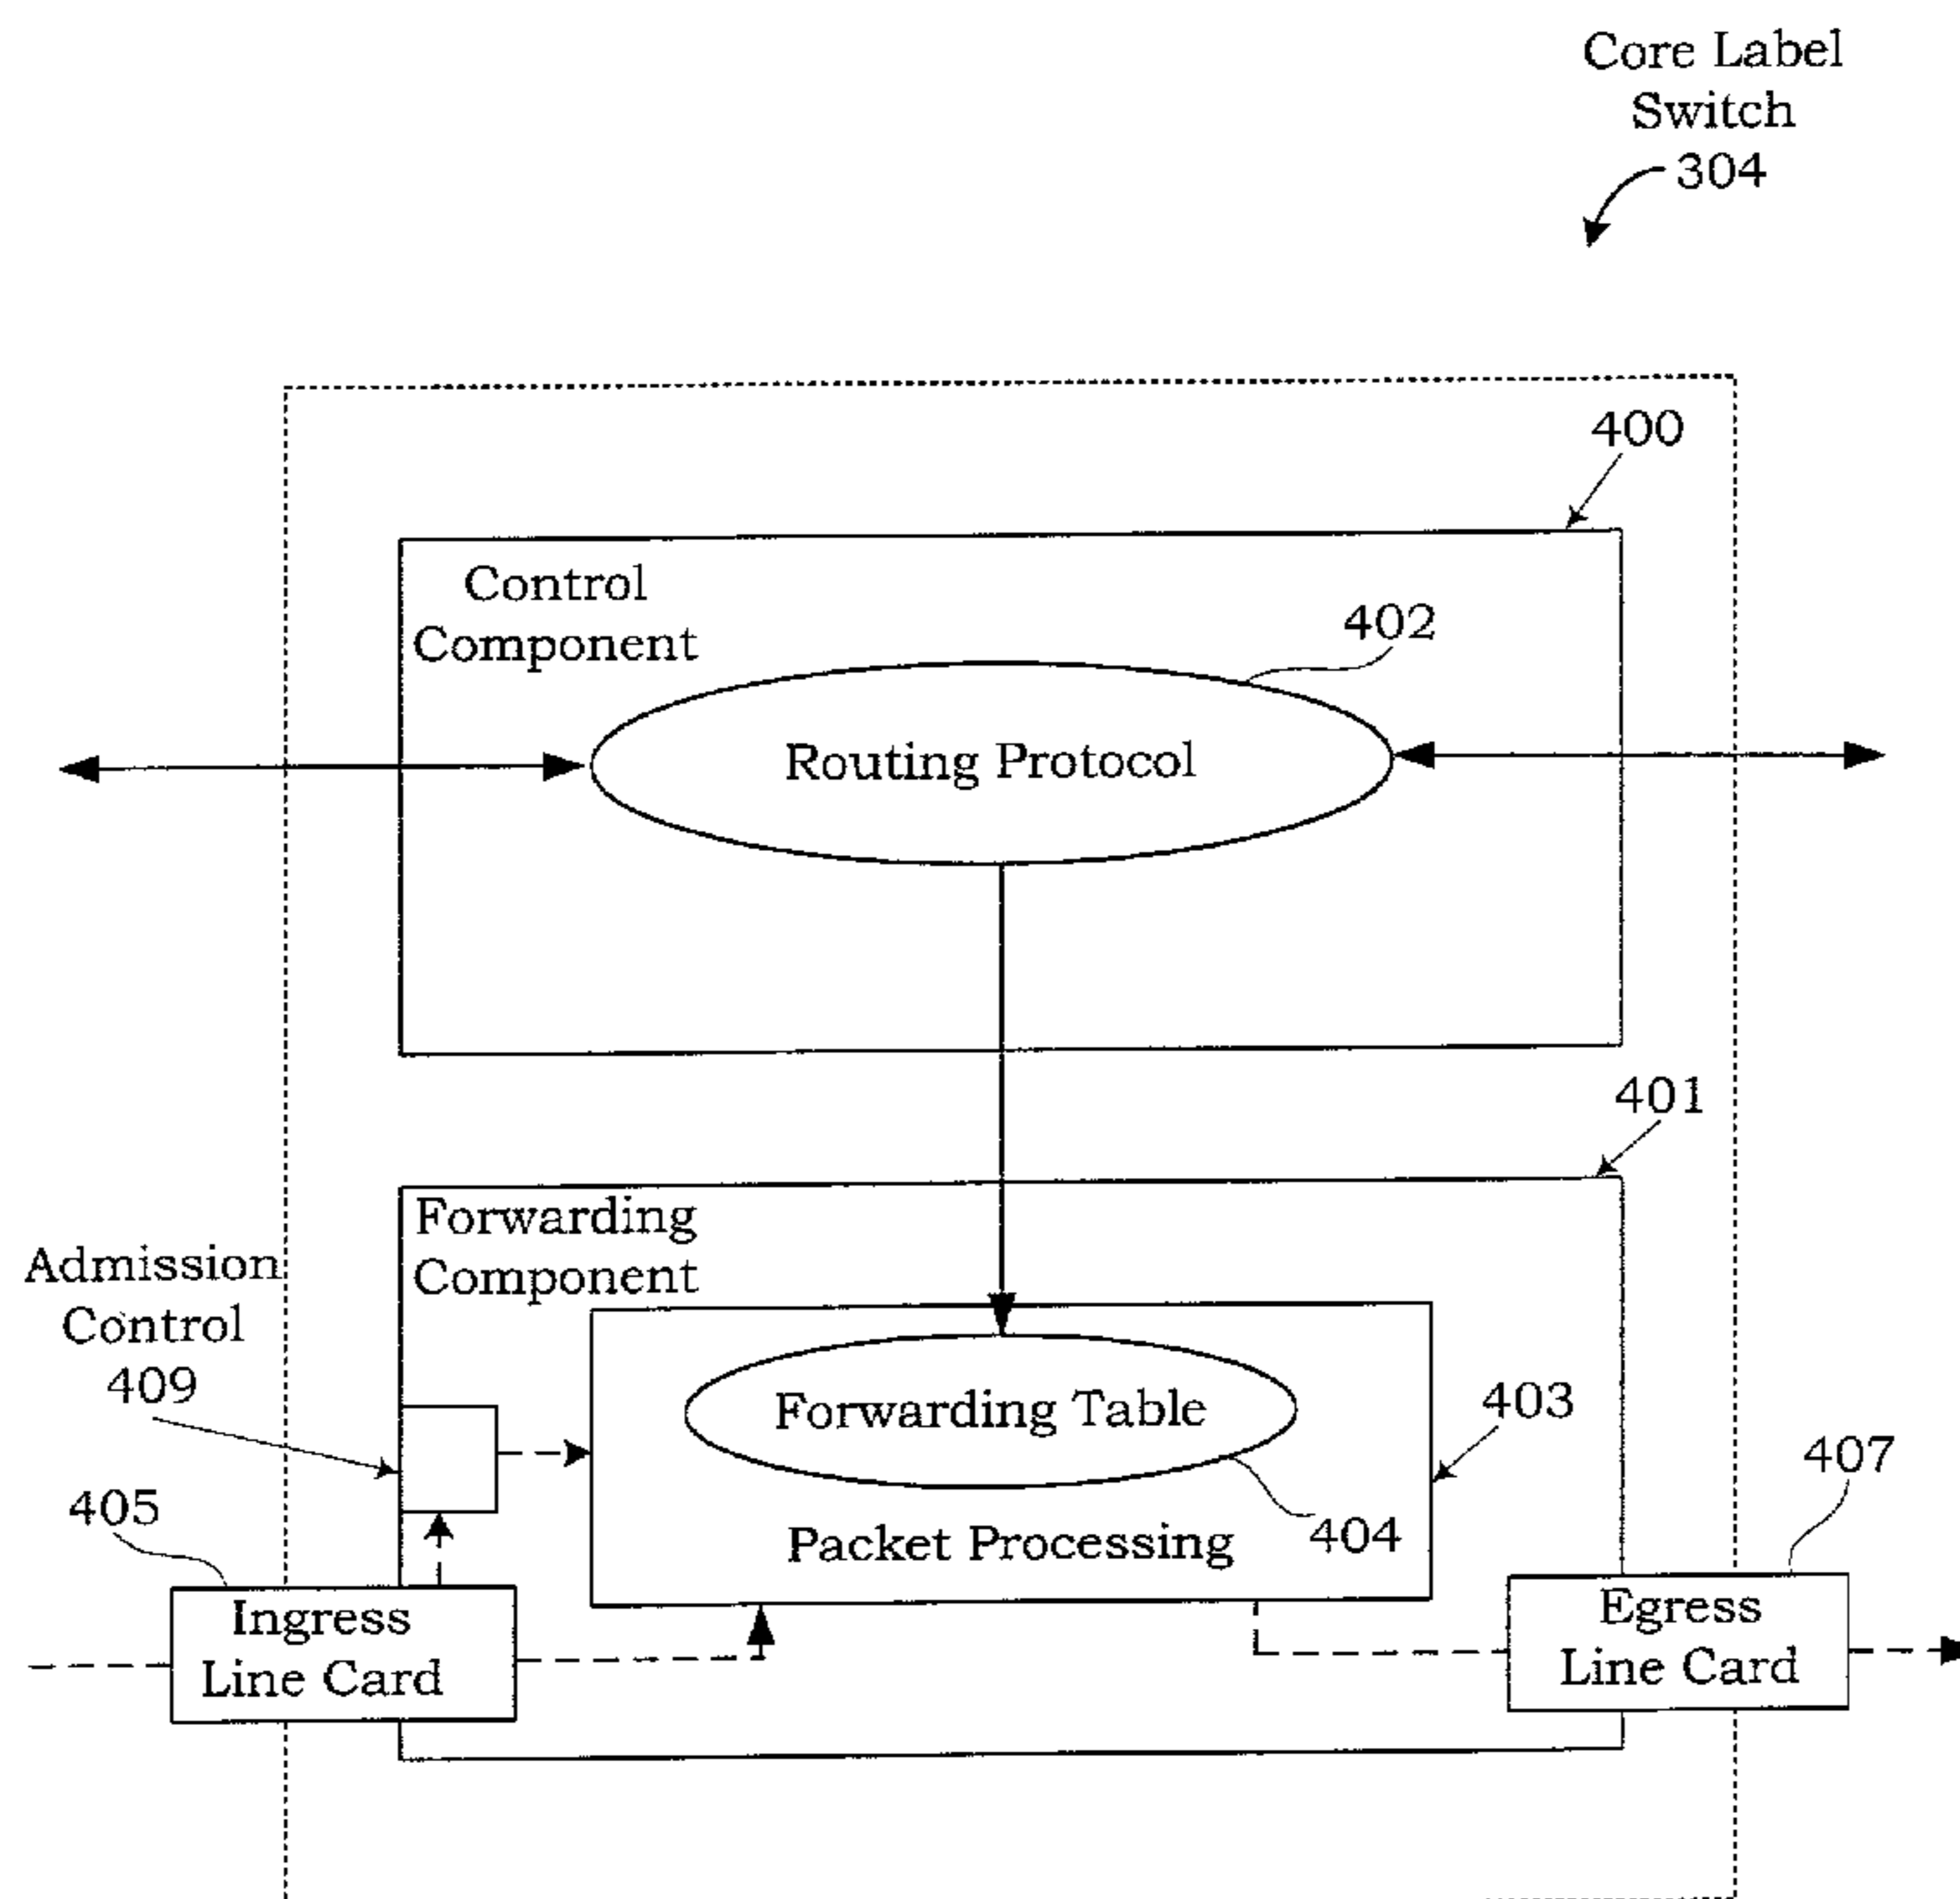 Core Label
Switch
304
400
Control
Component
402
Routing Protocol
401
Forwarding
Component
Admission
Control
409
Forwarding Table
403
407
405
Packet Processing
404
Ingress
Line Card
Egress
Line Card